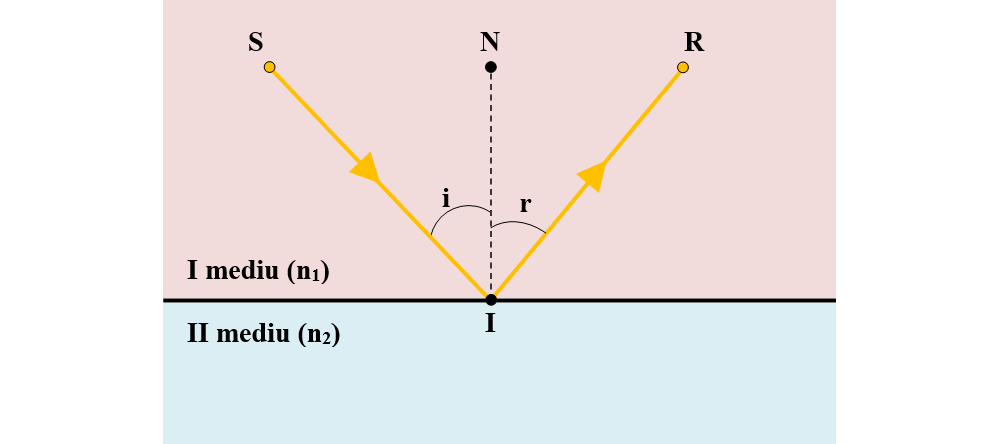 S N R
i r
I mediu (n₁)
I
II mediu (n₂)